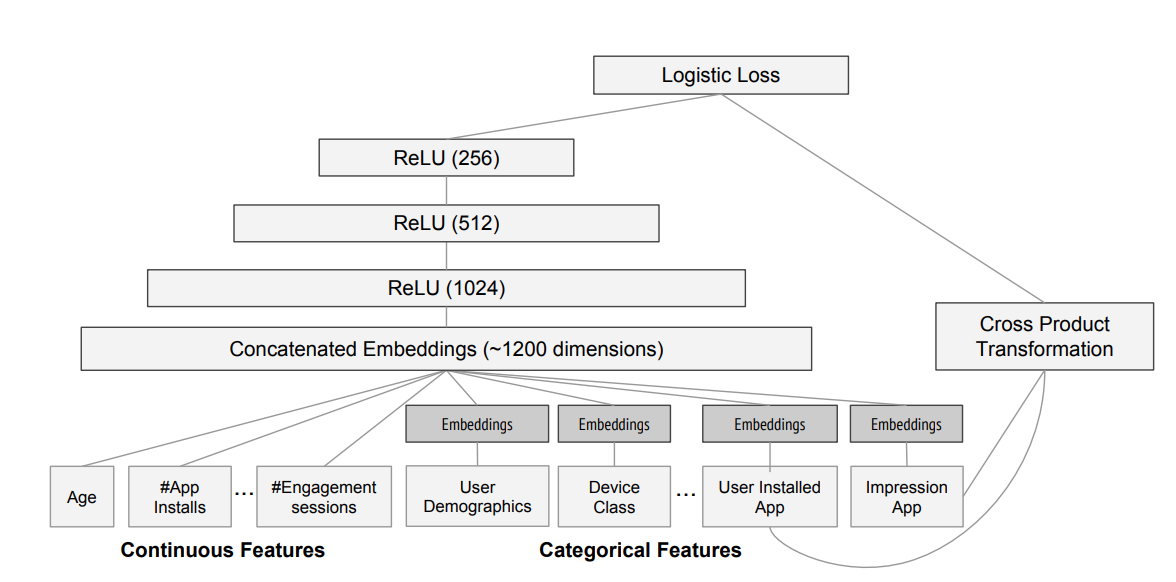 Logistic Loss
ReLU (256)
ReLU (512)
ReLU (1024)
Cross Product
Transformation
Concatenated Embeddings (~1200 dimensions)
Embeddings
Embeddings
Embeddings
Embeddings
Age
#App
Installs
...
#Engagement
sessions
User
Demographics
Device
Class
...
User Installed
App
Impression
App
Continuous Features
Categorical Features